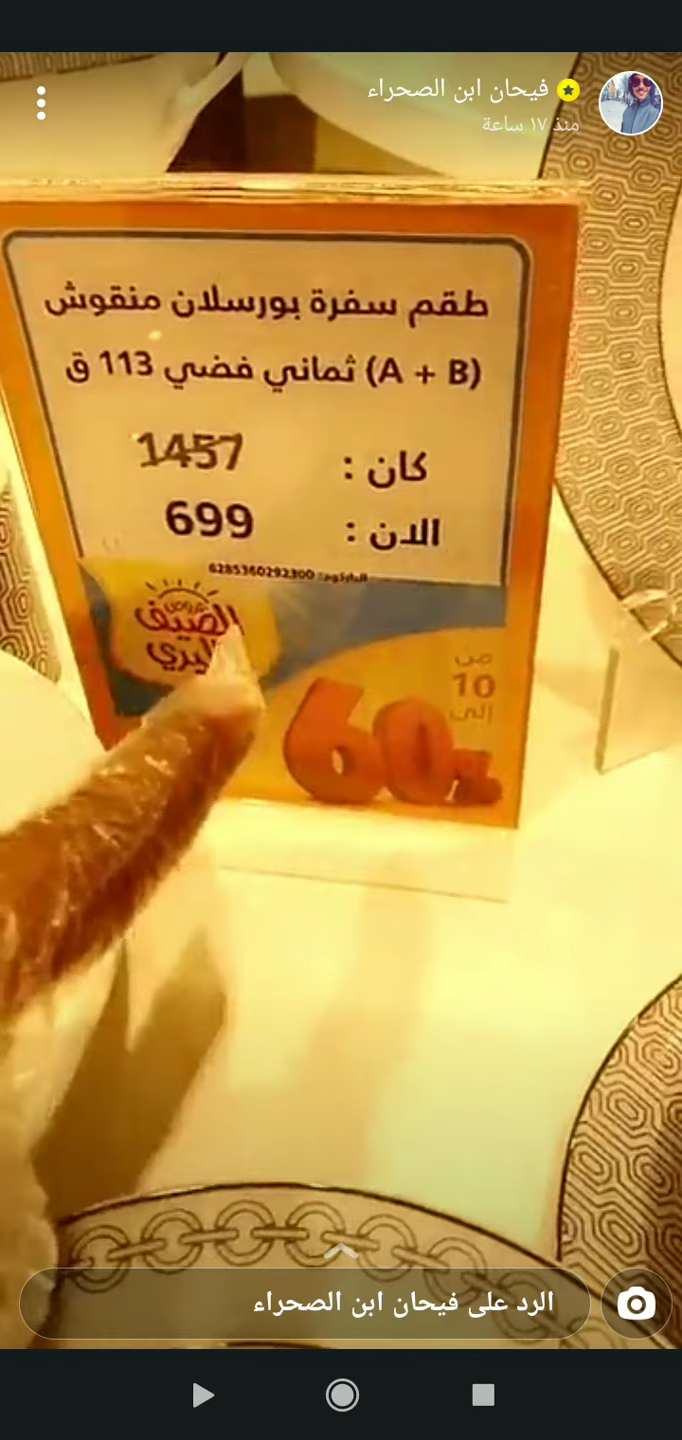 فيحان ابن الصحراء
منذ ١٧ ساعة
طقم سفرة بورسلان منقوش
(A + B) ثماني فضي 113 ق
كان : 1457
الان : 699
الباركود: 6285360292300
عروض
الصيف
من
10
إلى
60%
الرد على فيحان ابن الصحراء